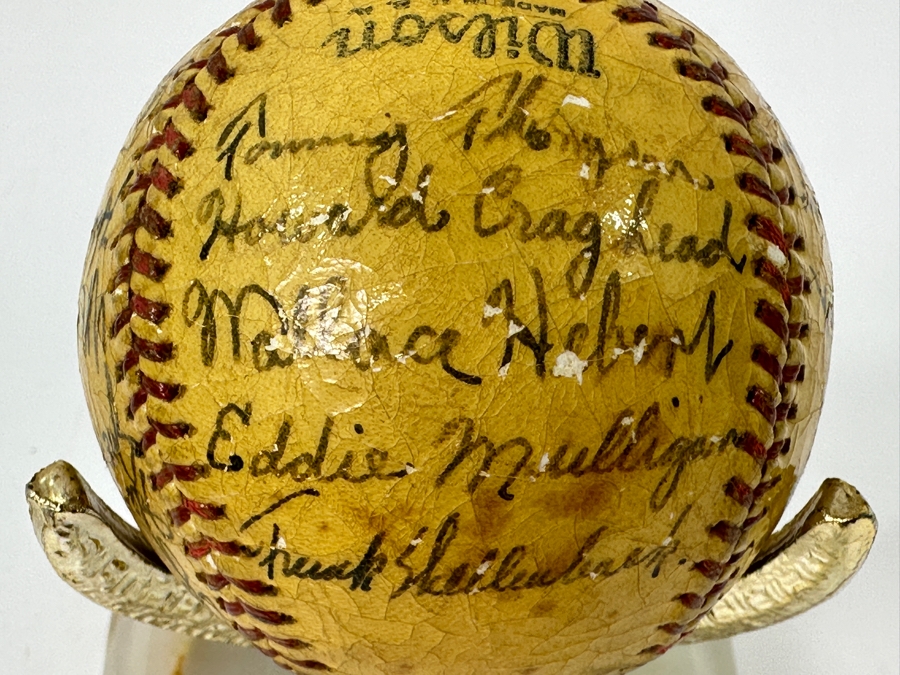 Wilson
Tommy Thompson
Howard Craghead
Wallace Hebert
Eddie Mulligan
Frank Shellenback.